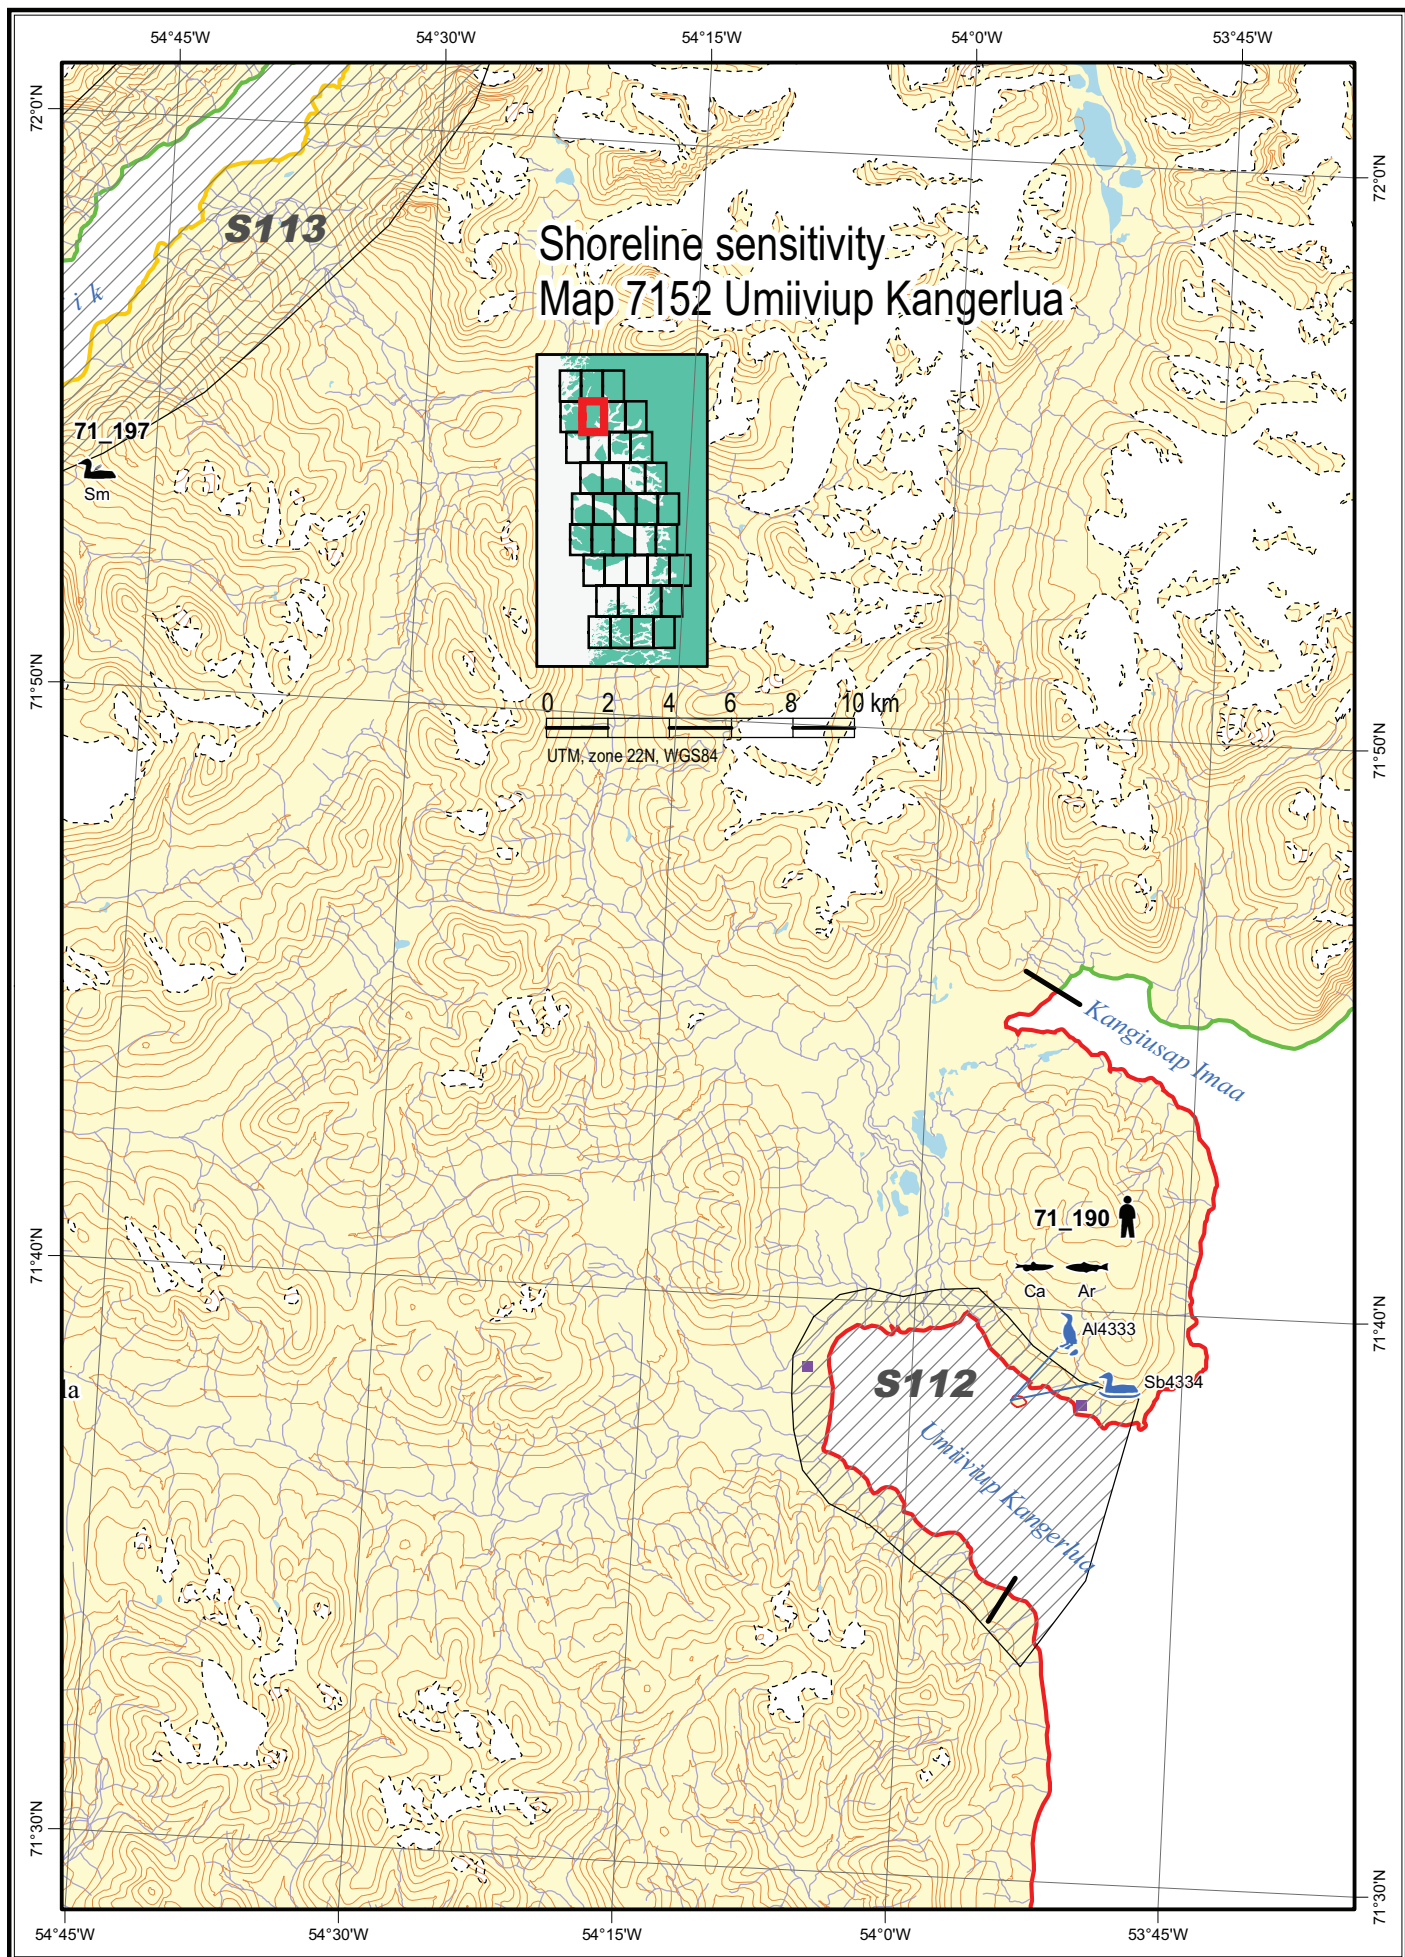 54°45'W 54°30'W 54°15'W 54°0'W 53°45'W
72°0'N
72°0'N
S113
Shoreline sensitivity
Map 7152 Umiiviup Kangerlua
ik
71_197
Sm
71°50'N
0 2 4 6 8 10 km
71°50'N
UTM, zone 22N, WGS84
Kangiusap Imaa
71_190
71°40'N
Ca Ar
71°40'N
Al4333
la
S112
Sb4334
Umiiviup Kangerlua
71°30'N
71°30'N
54°45'W 54°30'W 54°15'W 54°0'W 53°45'W